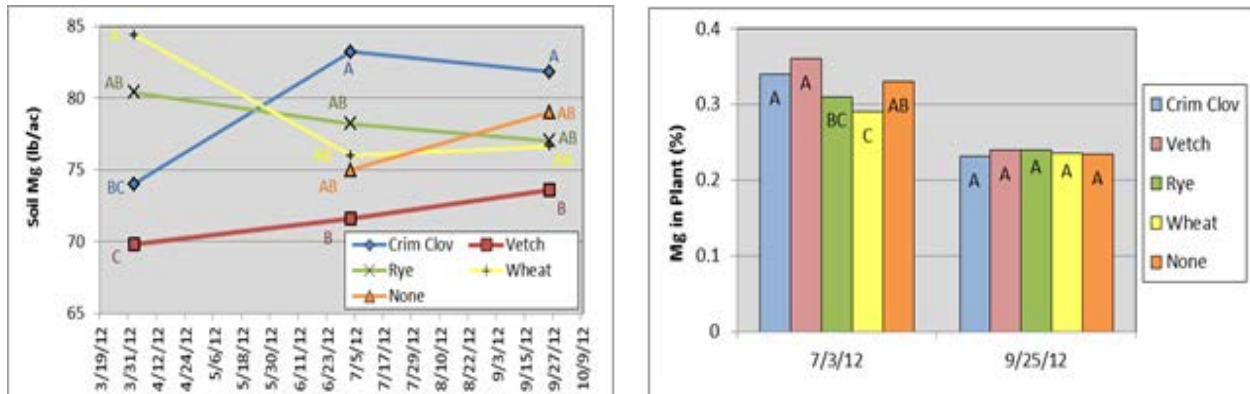 85
80
75
70
65
Soil Mg (lb/ac)
AB
BC
C
A
AB
AB
B
A
AB
AB
B
Crim Clov
Vetch
Rye
Wheat
None
3/19/12
3/31/12
4/12/12
4/24/12
5/6/12
5/18/12
5/30/12
6/11/12
6/23/12
7/5/12
7/17/12
7/29/12
8/10/12
8/22/12
9/3/12
9/15/12
9/27/12
10/9/12
0.4
0.3
0.2
0.1
0
Mg in Plant (%)
A
A
BC
C
AB
A
A
A
A
A
7/3/12
9/25/12
Crim Clov
Vetch
Rye
Wheat
None